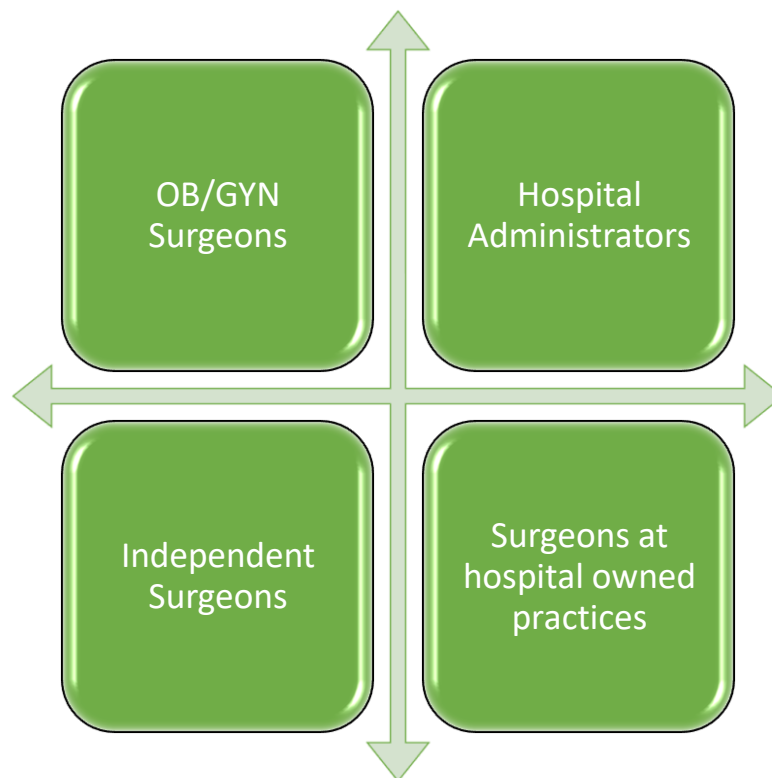 OB/GYN
Surgeons
Hospital
Administrators
Independent
Surgeons
Surgeons at
hospital owned
practices